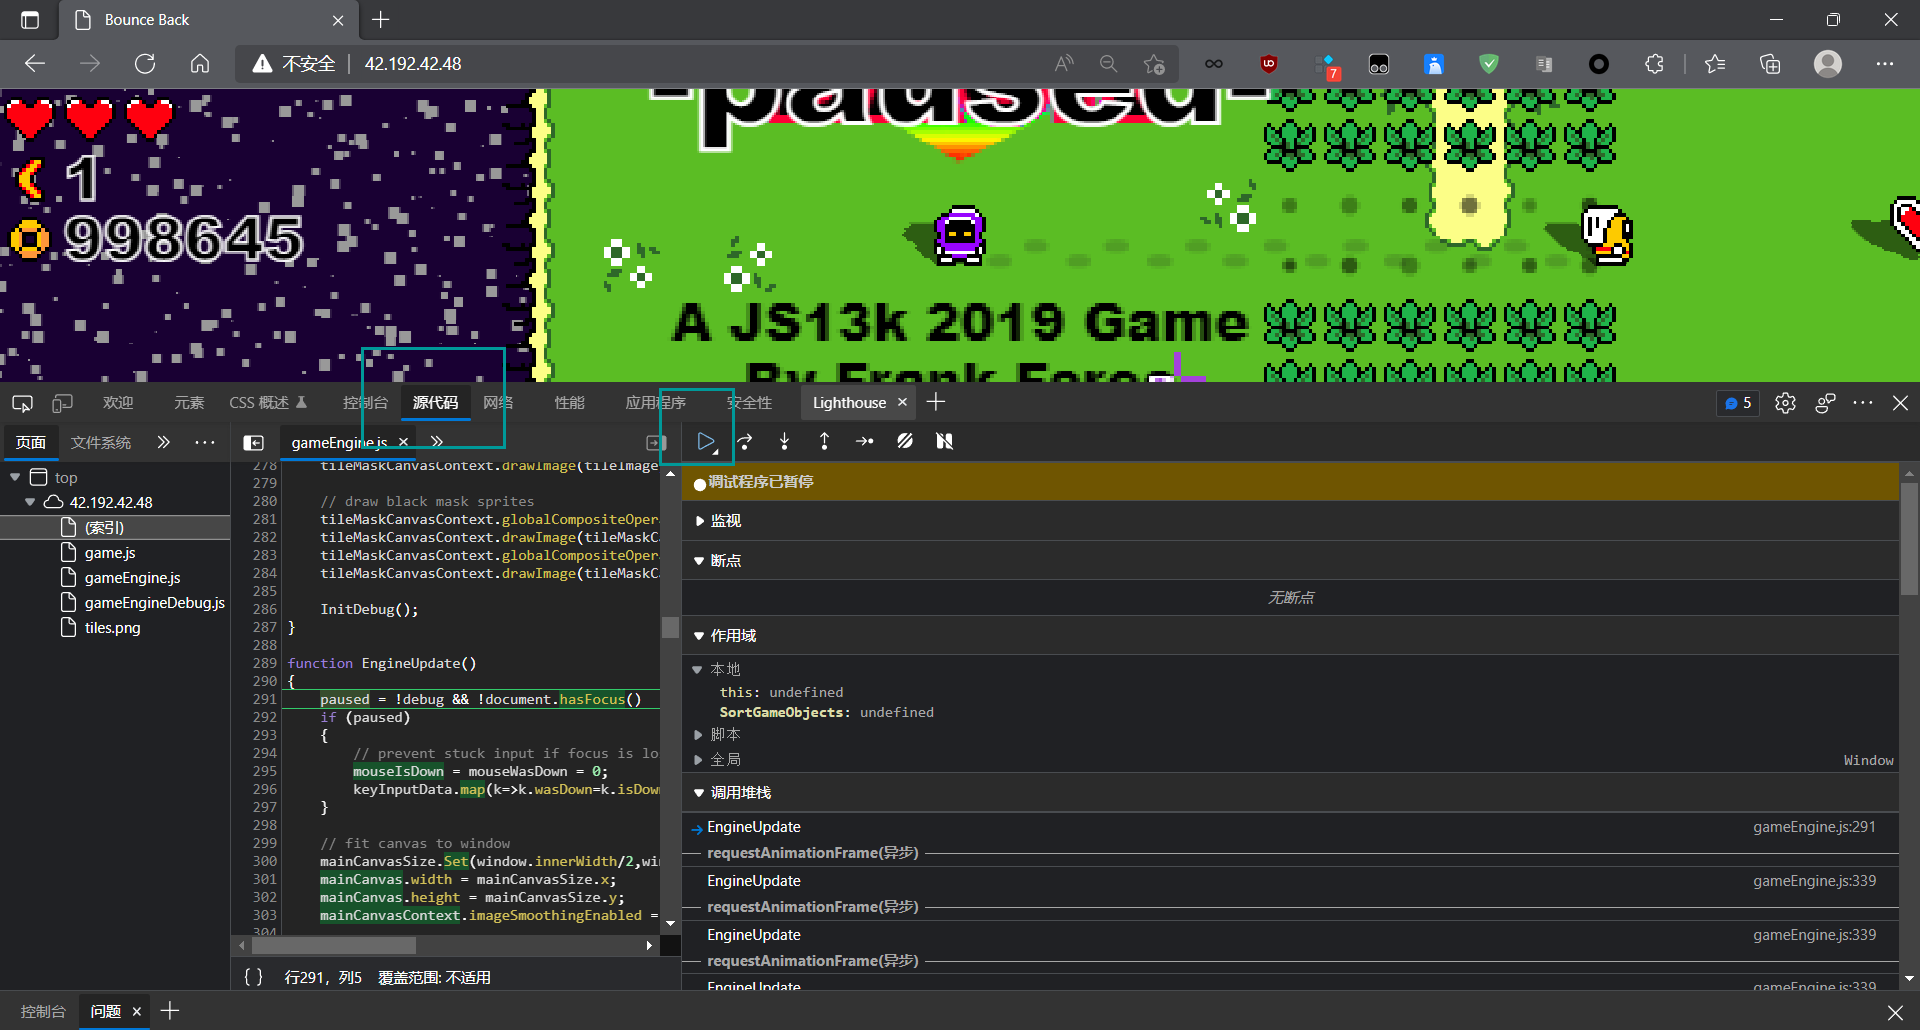 Bounce Back
不安全
42.192.42.48
7
-paused-
1
998645
A JS13k 2019 Game
欢迎
元素
CSS 概述
控制台
源代码
网络
性能
应用程序
安全性
Lighthouse
5
页面
文件系统
gameEngine.js
top
42.192.42.48
(索引)
game.js
gameEngine.js
gameEngineDebug.js
tiles.png
278 tileMaskCanvasContext.drawImage(tileImage
279
280 // draw black mask sprites
281 tileMaskCanvasContext.globalCompositeOper
282 tileMaskCanvasContext.drawImage(tileMaskC
283 tileMaskCanvasContext.globalCompositeOper
284 tileMaskCanvasContext.drawImage(tileMaskC
285
286 InitDebug();
287 }
288
289 function EngineUpdate()
290 {
291 paused = !debug && !document.hasFocus()
292 if (paused)
293 {
294 // prevent stuck input if focus is lo
295 mouseIsDown = mouseWasDown = 0;
296 keyInputData.map(k=>k.wasDown=k.isDow
297 }
298
299 // fit canvas to window
300 mainCanvasSize.Set(window.innerWidth/2,wi
301 mainCanvas.width = mainCanvasSize.x;
302 mainCanvas.height = mainCanvasSize.y;
303 mainCanvasContext.imageSmoothingEnabled =
304
{ } 行291，列5 覆盖范围: 不适用
调试程序已暂停
监视
断点
无断点
作用域
本地
this: undefined
SortGameObjects: undefined
脚本
全局 Window
调用堆栈
EngineUpdate gameEngine.js:291
requestAnimationFrame(异步)
EngineUpdate gameEngine.js:339
requestAnimationFrame(异步)
EngineUpdate gameEngine.js:339
requestAnimationFrame(异步)
EngineUpdate gameEngine.js:339
控制台
问题